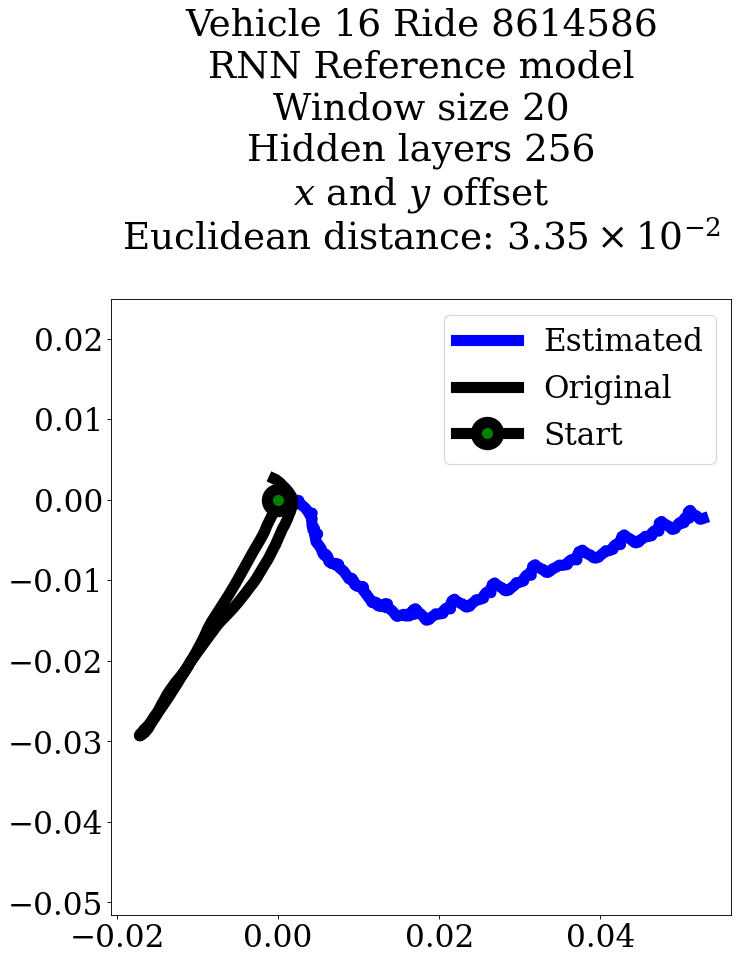 Vehicle 16 Ride 8614586
RNN Reference model
Window size 20
Hidden layers 256
x and y offset
Euclidean distance: 3.35 × 10⁻²
Estimated
Original
Start
0.02
0.01
0.00
−0.01
−0.02
−0.03
−0.04
−0.05
−0.02 0.00 0.02 0.04